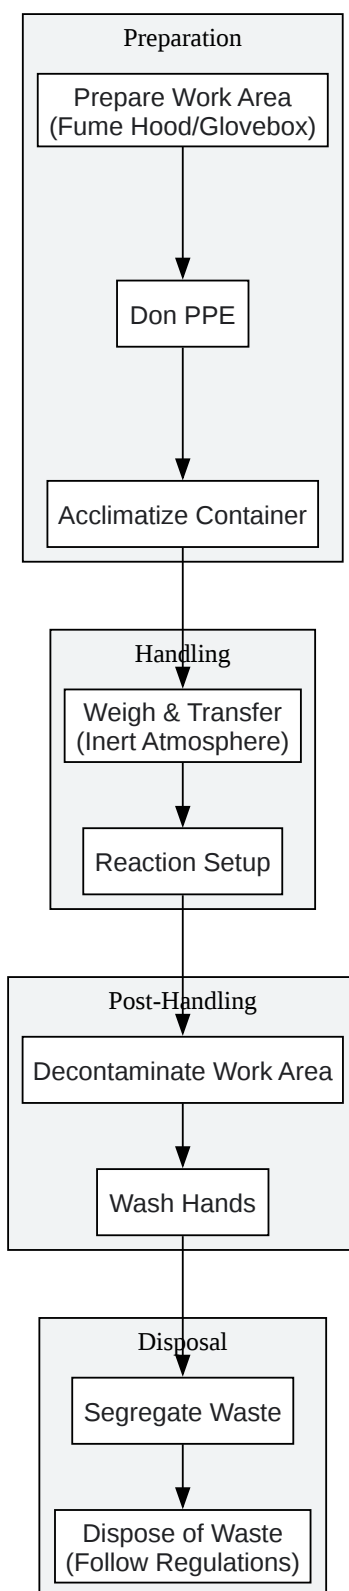 Preparation
Prepare Work Area
(Fume Hood/Glovebox)
Don PPE
Acclimatize Container
Handling
Weigh & Transfer
(Inert Atmosphere)
Reaction Setup
Post-Handling
Decontaminate Work Area
Wash Hands
Disposal
Segregate Waste
Dispose of Waste
(Follow Regulations)